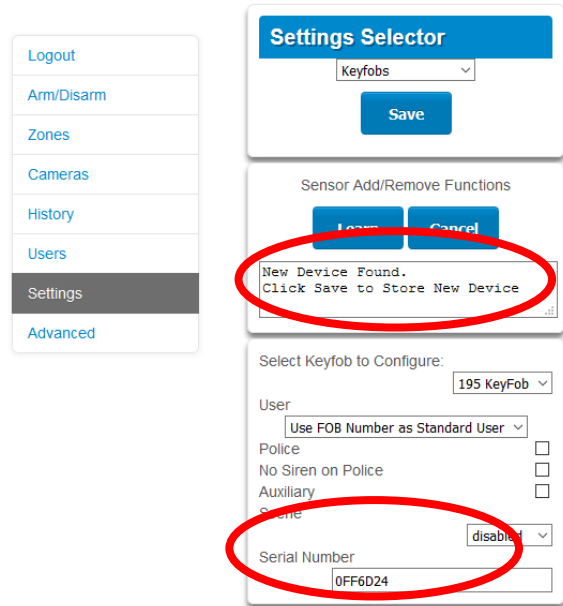 Logout
Arm/Disarm
Zones
Cameras
History
Users
Settings
Advanced
Settings Selector
Keyfobs
Save
Sensor Add/Remove Functions
Learn Cancel
New Device Found.
Click Save to Store New Device
Select Keyfob to Configure:
195 KeyFob
User
Use FOB Number as Standard User
Police
No Siren on Police
Auxiliary
Scene
disabled
Serial Number
0FF6D24